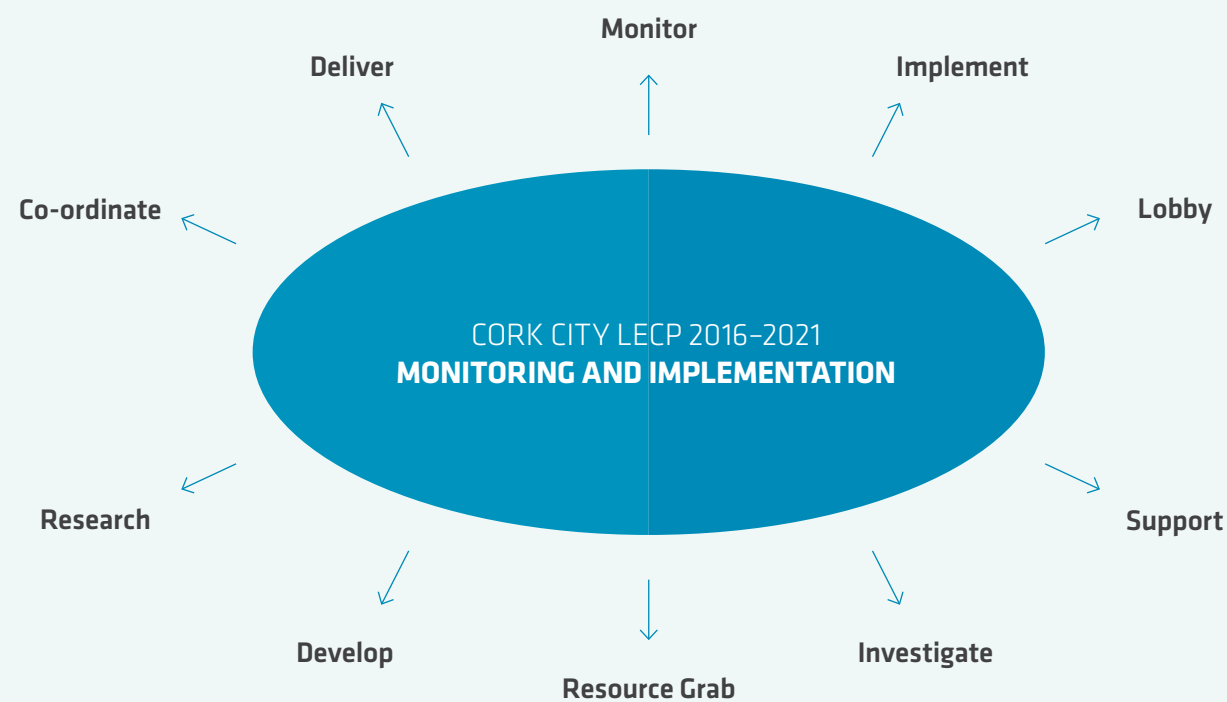 Monitor
Deliver
Implement
Co-ordinate
Lobby
CORK CITY LECP 2016–2021
MONITORING AND IMPLEMENTATION
Research
Support
Develop
Investigate
Resource Grab